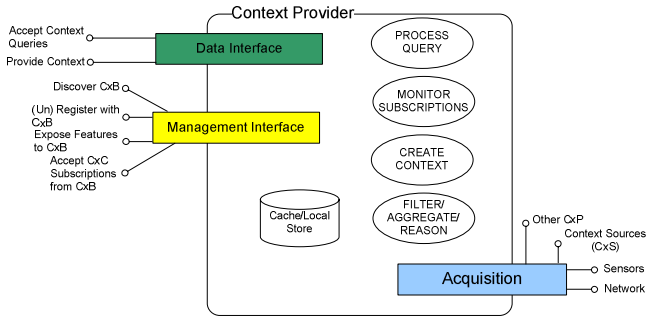 Context Provider
Accept Context
Queries
Provide Context
Data Interface
PROCESS
QUERY
Discover CxB
(Un) Register with
CxB
Expose Features
to CxB
Accept CxC
Subscriptions
from CxB
Management Interface
MONITOR
SUBSCRIPTIONS
CREATE
CONTEXT
Cache/Local
Store
FILTER/
AGGREGATE/
REASON
Other CxP
Context Sources
(CxS)
Acquisition
Sensors
Network